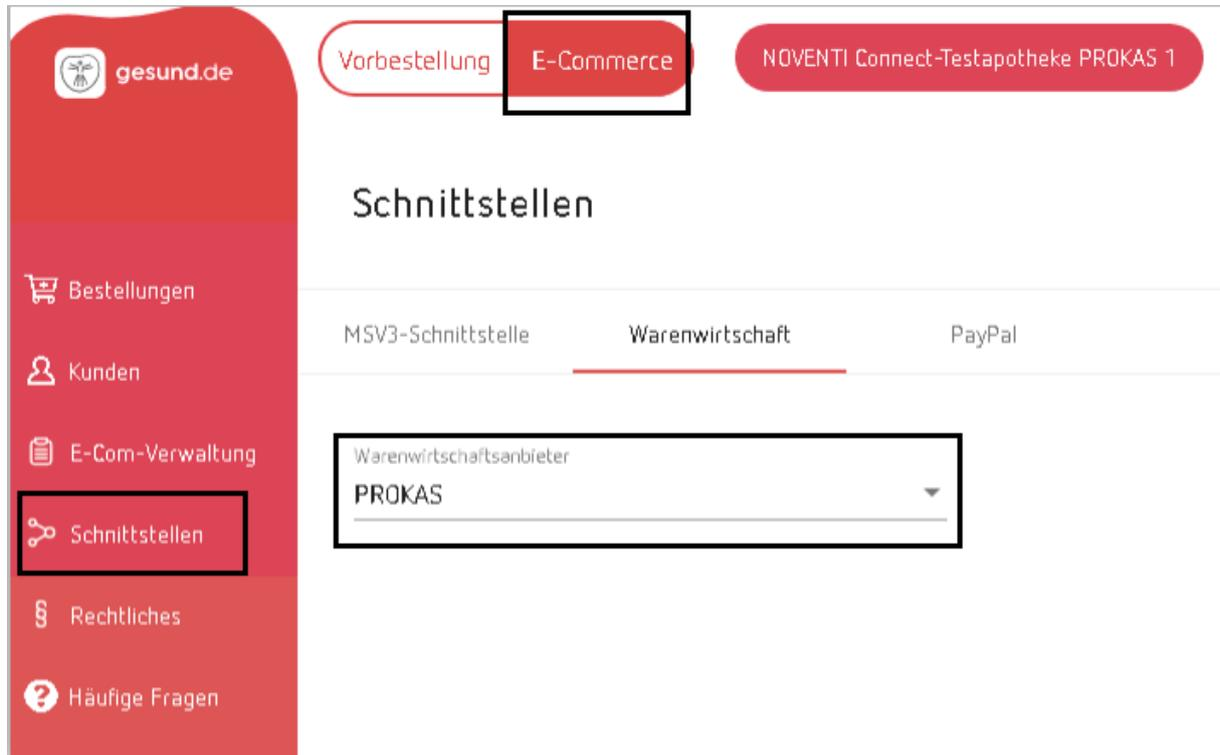 gesund.de
Vorbestellung E-Commerce NOVENTI Connect-Testapotheke PROKAS 1
Schnittstellen
MSV3-Schnittstelle Warenwirtschaft PayPal
Warenwirtschaftsanbieter
PROKAS
Bestellungen
Kunden
E-Com-Verwaltung
Schnittstellen
§ Rechtliches
? Häufige Fragen